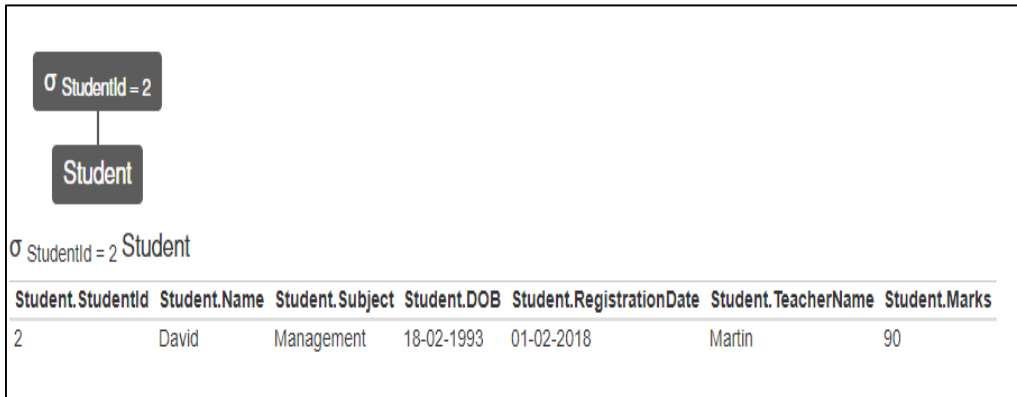 σ StudentId = 2
Student
σ StudentId = 2 Student
Student.StudentId Student.Name Student.Subject Student.DOB Student.RegistrationDate Student.TeacherName Student.Marks
2 David Management 18-02-1993 01-02-2018 Martin 90